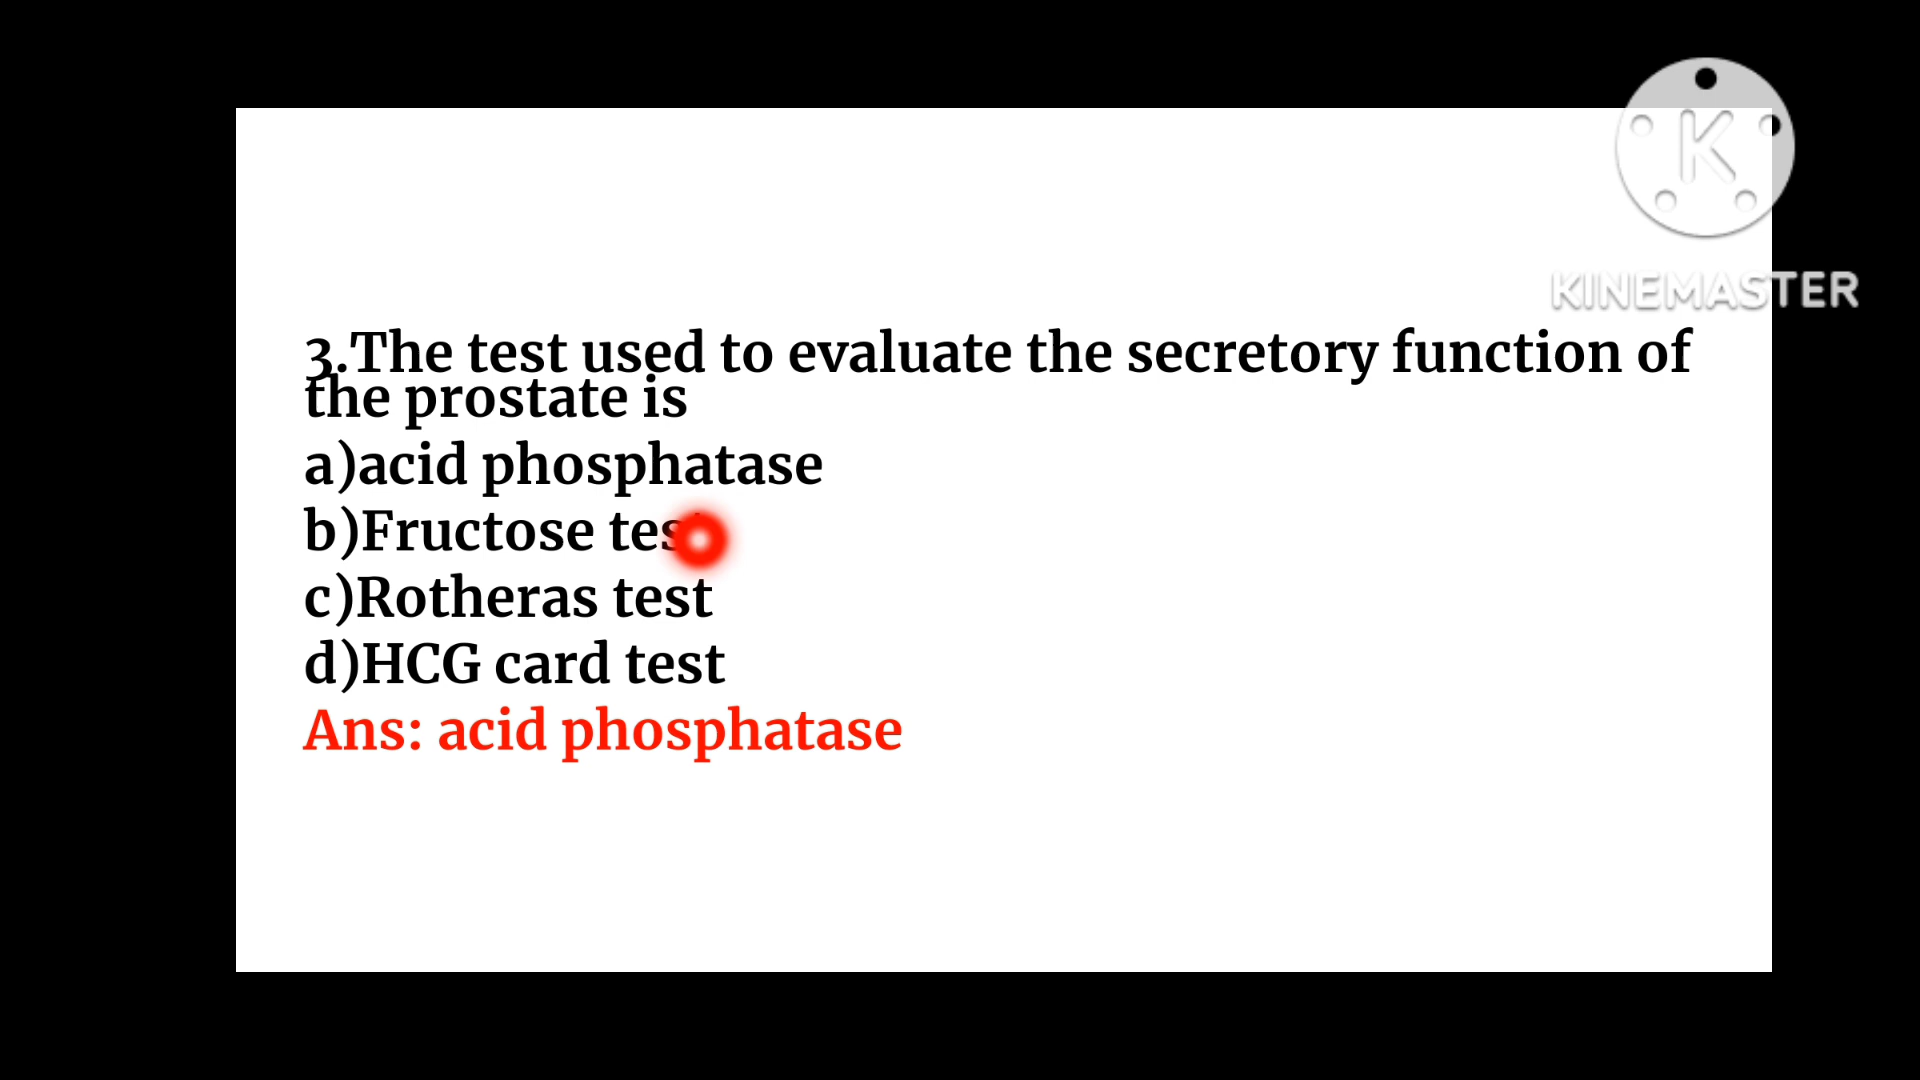 K
KINEMASTER
3.The test used to evaluate the secretory function of
the prostate is
a)acid phosphatase
b)Fructose test
c)Rotheras test
d)HCG card test
Ans: acid phosphatase